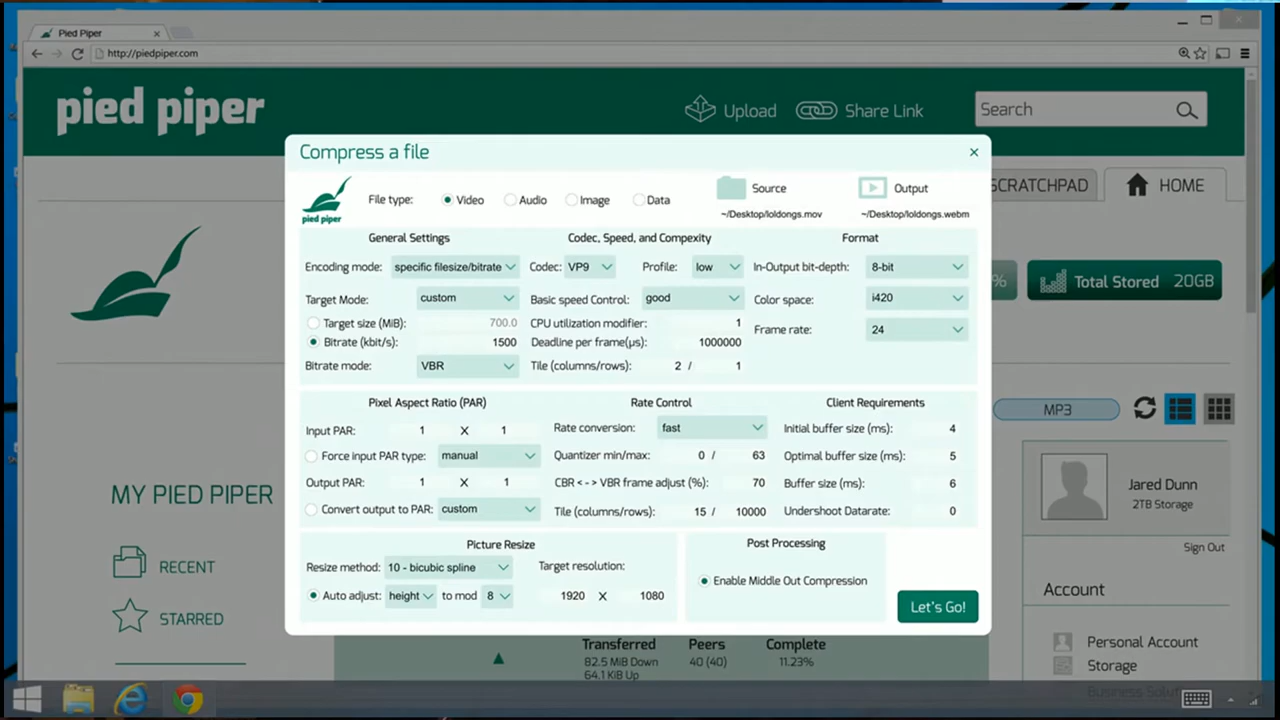 Pied Piper
http://piedpiper.com
pied piper
Upload
Share Link
Search
Compress a file
SCRATCHPAD
HOME
pied piper
File type:
Video
Audio
Image
Data
Source
~/Desktop/loldongs.mov
Output
~/Desktop/loldongs.webm
General Settings
Encoding mode: specific filesize/bitrate
Target Mode: custom
Target size (MiB): 700.0
Bitrate (kbit/s): 1500
Bitrate mode: VBR
Codec, Speed, and Compexity
Codec: VP9 Profile: low
Basic speed Control: good
CPU utilization modifier: 1
Deadline per frame(µs): 1000000
Tile (columns/rows): 2 / 1
Format
In-Output bit-depth: 8-bit
Color space: i420
Frame rate: 24
% Total Stored 20GB
Pixel Aspect Ratio (PAR)
Input PAR: 1 X 1
Force input PAR type: manual
Output PAR: 1 X 1
Convert output to PAR: custom
Rate Control
Rate conversion: fast
Quantizer min/max: 0 / 63
CBR <-> VBR frame adjust (%): 70
Tile (columns/rows): 15 / 10000
Client Requirements
Initial buffer size (ms): 4
Optimal buffer size (ms): 5
Buffer size (ms): 6
Undershoot Datarate: 0
MP3
Jared Dunn
2TB Storage
Sign Out
MY PIED PIPER
RECENT
STARRED
Picture Resize
Resize method: 10 - bicubic spline
Auto adjust: height to mod 8
Target resolution:
1920 X 1080
Post Processing
Enable Middle Out Compression
Let's Go!
Account
Personal Account
Storage
Transferred
82.5 MiB Down
64.1 KiB Up
Peers
40 (40)
Complete
11.23%